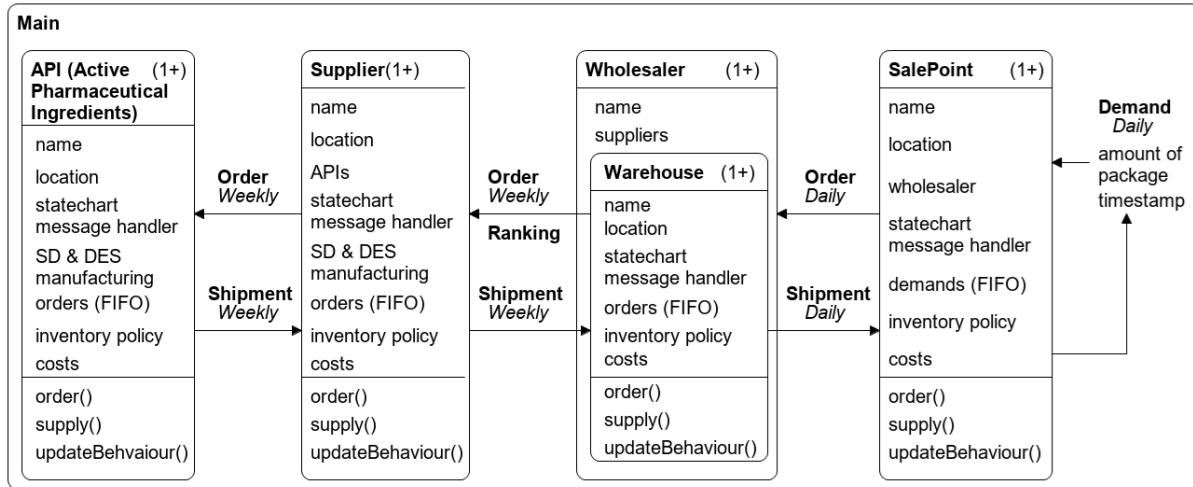 Main
API (Active (1+)
Pharmaceutical
Ingredients)
name
location
statechart
message handler
SD & DES
manufacturing
orders (FIFO)
inventory policy
costs
order()
supply()
updateBehvaiour()
Order
Weekly
Shipment
Weekly
Supplier(1+)
name
location
APIs
statechart
message handler
SD & DES
manufacturing
orders (FIFO)
inventory policy
costs
order()
supply()
updateBehaviour()
Order
Weekly
Ranking
Shipment
Weekly
Wholesaler (1+)
name
suppliers
Warehouse (1+)
name
location
statechart
message handler
orders (FIFO)
inventory policy
costs
order()
supply()
updateBehaviour()
Order
Daily
Shipment
Daily
SalePoint (1+)
name
location
wholesaler
statechart
message handler
demands (FIFO)
inventory policy
costs
order()
supply()
updateBehaviour()
Demand
Daily
amount of
package
timestamp